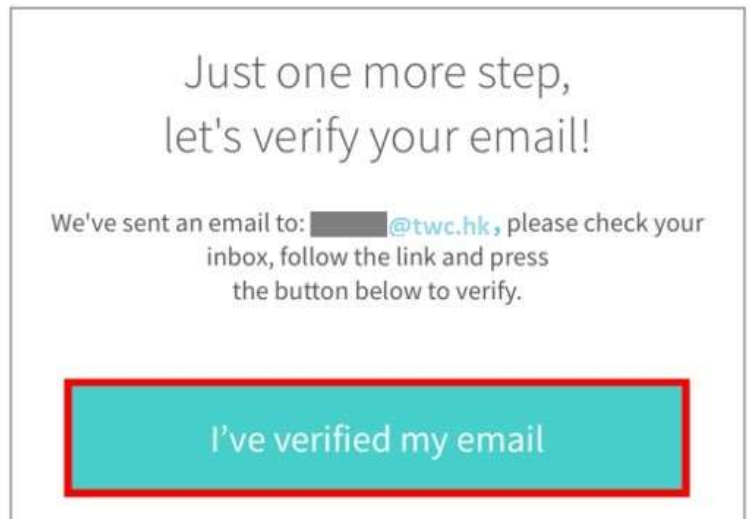 Just one more step,
let's verify your email!
We've sent an email to: @twc.hk, please check your
inbox, follow the link and press
the button below to verify.
I've verified my email